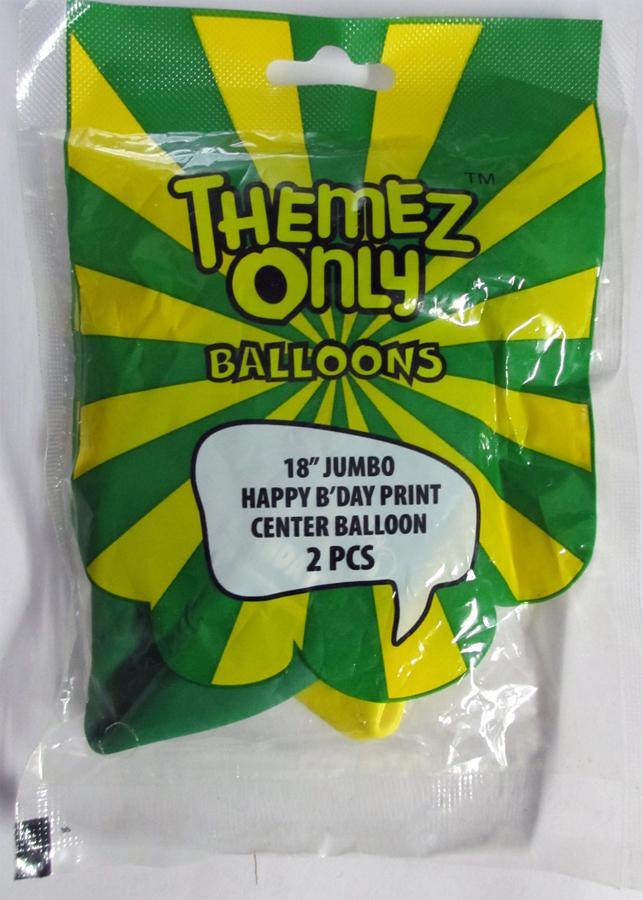 THEMEZ TM
ONLY
BALLOONS
18" JUMBO
HAPPY B'DAY PRINT
CENTER BALLOON
2 PCS